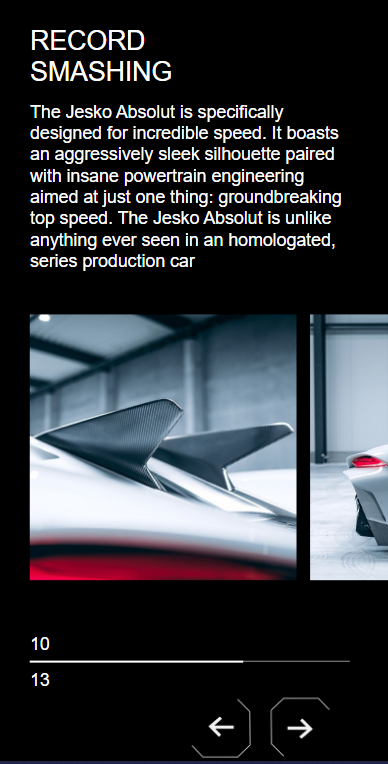 RECORD
SMASHING
The Jesko Absolut is specifically
designed for incredible speed. It boasts
an aggressively sleek silhouette paired
with insane powertrain engineering
aimed at just one thing: groundbreaking
top speed. The Jesko Absolut is unlike
anything ever seen in an homologated,
series production car
10
13